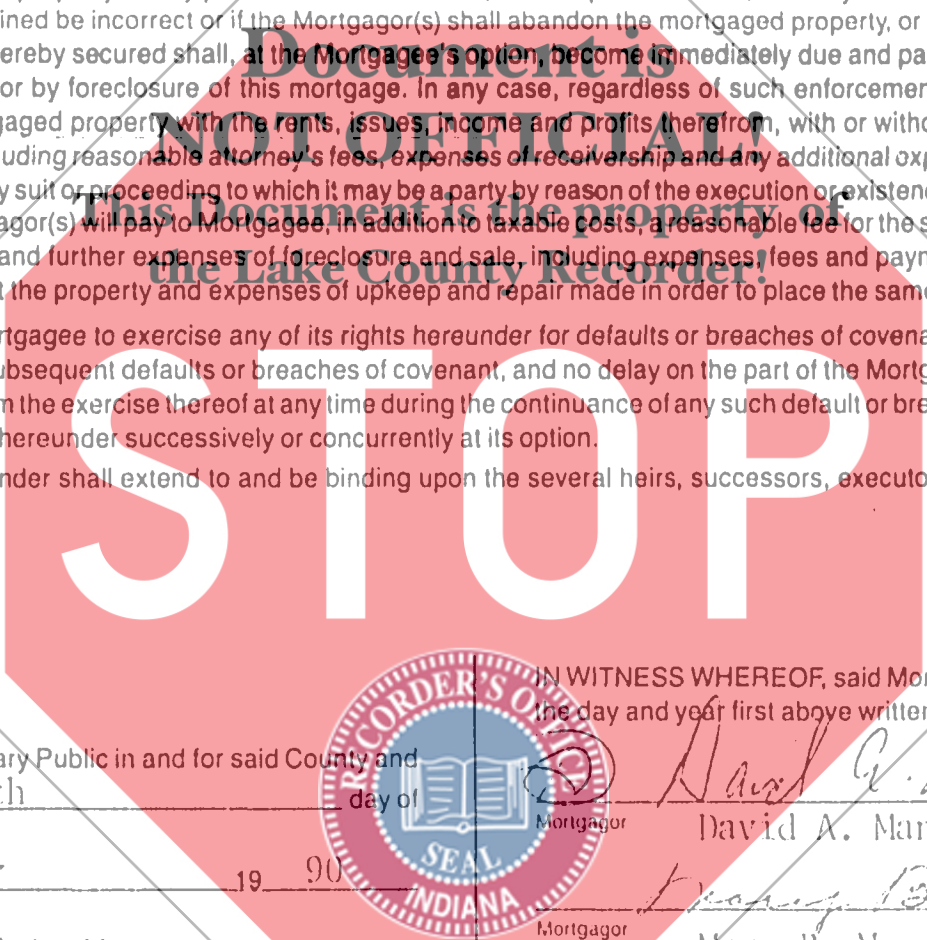 ined be incorrect or if the Mortgagor(s) shall abandon the mortgaged property, or
ereby secured shall, at the Mortgagee's option, become immediately due and pa
Document is
or by foreclosure of this mortgage. In any case, regardless of such enforcemen
gaged property with the rents, issues, income and profits therefrom, with or witho
NOT OFFICIAL!
uding reasonable attorney's fees, expenses of receivership and any additional exp
y suit or proceeding to which it may be a party by reason of the execution or existenc
This Document is the property of
agor(s) will pay to Mortgagee, in addition to taxable costs, a reasonable fee for the s
and further expenses of foreclosure and sale, including expenses, fees and paym
the Lake County Recorder!
t the property and expenses of upkeep and repair made in order to place the same
rtgagee to exercise any of its rights hereunder for defaults or breaches of covena
ubsequent defaults or breaches of covenant, and no delay on the part of the Mortg
m the exercise thereof at any time during the continuance of any such default or bre
hereunder successively or concurrently at its option.
nder shall extend to and be binding upon the several heirs, successors, executo
STOP
IN WITNESS WHEREOF, said Mor
the day and year first above written
ary Public in and for said County and
th day of
David A.
Mortgagor David A. Mar
19 90
RECORDER'S OFFICE
SEAL
INDIANA
Mortgagor